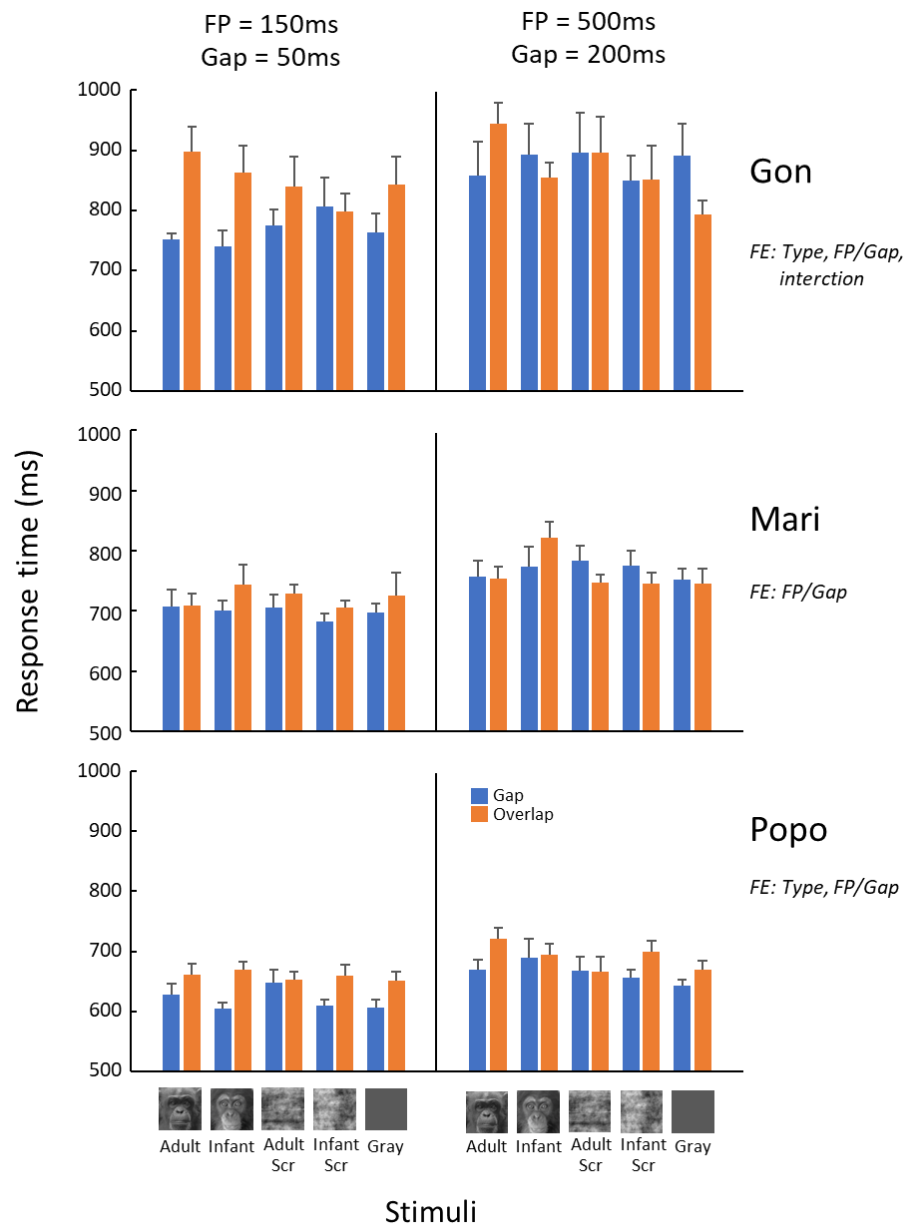 FP = 150ms
Gap = 50ms
FP = 500ms
Gap = 200ms
Response time (ms)
1000
900
800
700
600
500
Gon
FE: Type, FP/Gap,
interction
1000
900
800
700
600
500
Mari
FE: FP/Gap
1000
900
800
700
600
500
Gap
Overlap
Popo
FE: Type, FP/Gap
Adult
Infant
Adult
Scr
Infant
Scr
Gray
Adult
Infant
Adult
Scr
Infant
Scr
Gray
Stimuli